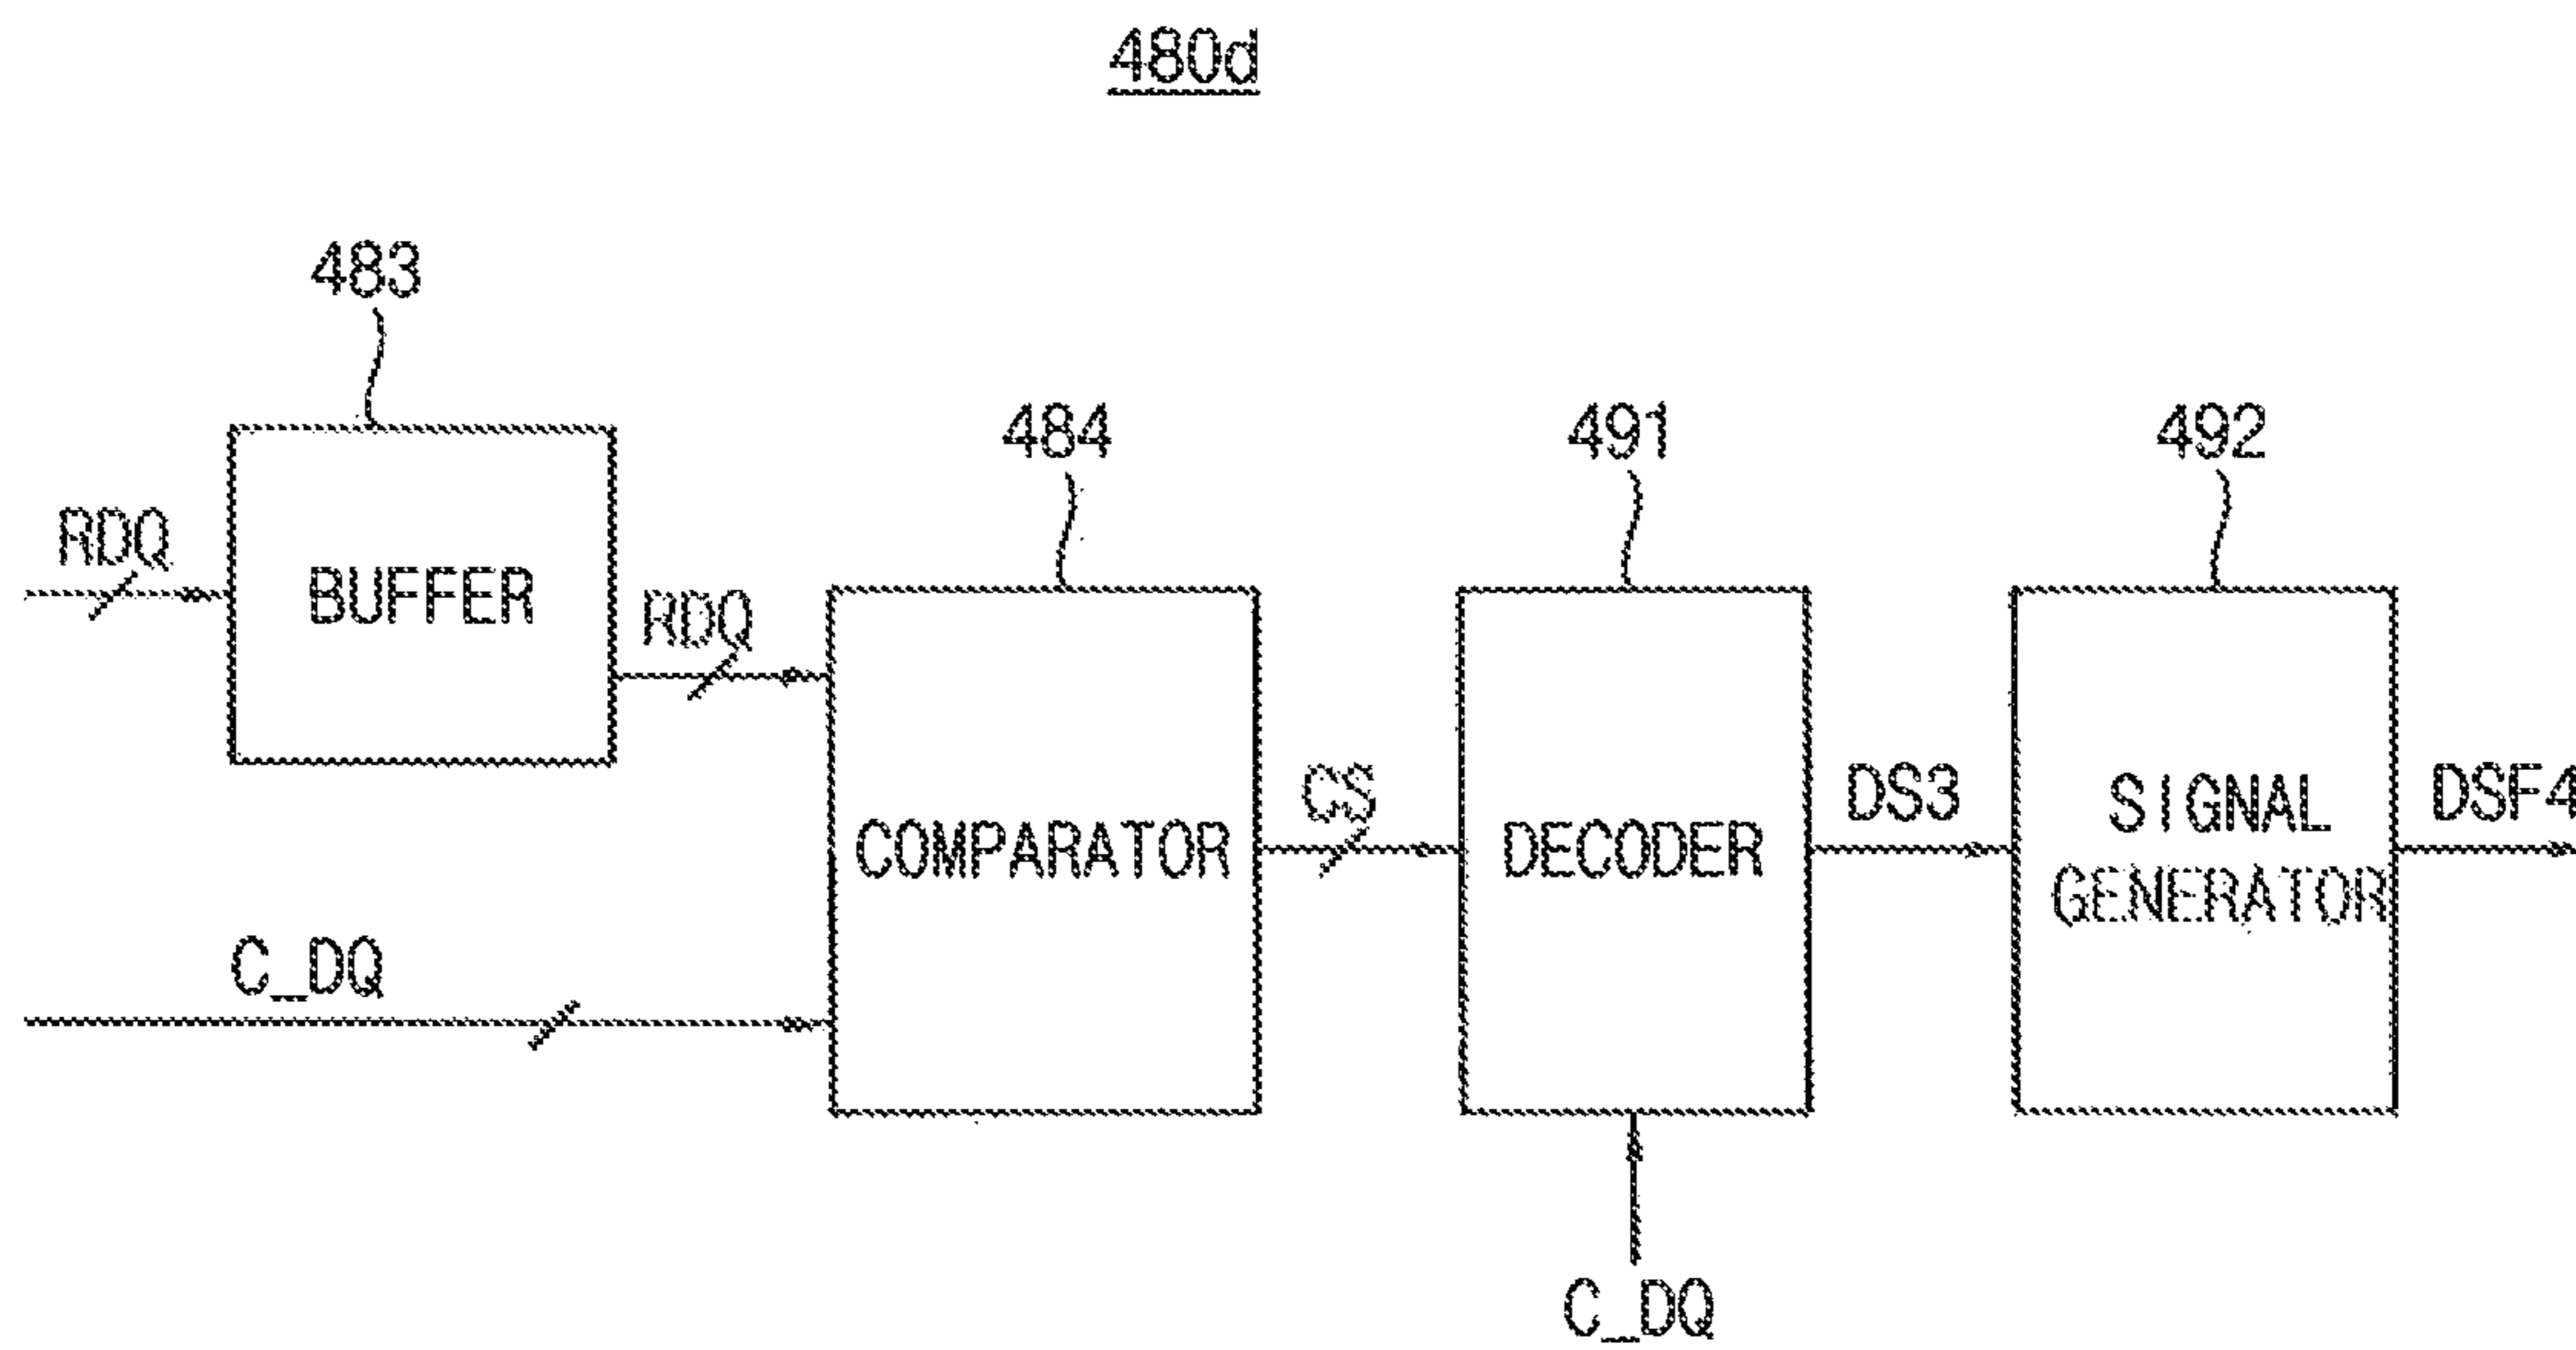 480d
483
484
491
492
RDQ
BUFFER
RDQ
COMPARATOR
CS
DECODER
DS3
SIGNAL
GENERATOR
DSF4
C_DQ
C_DQ